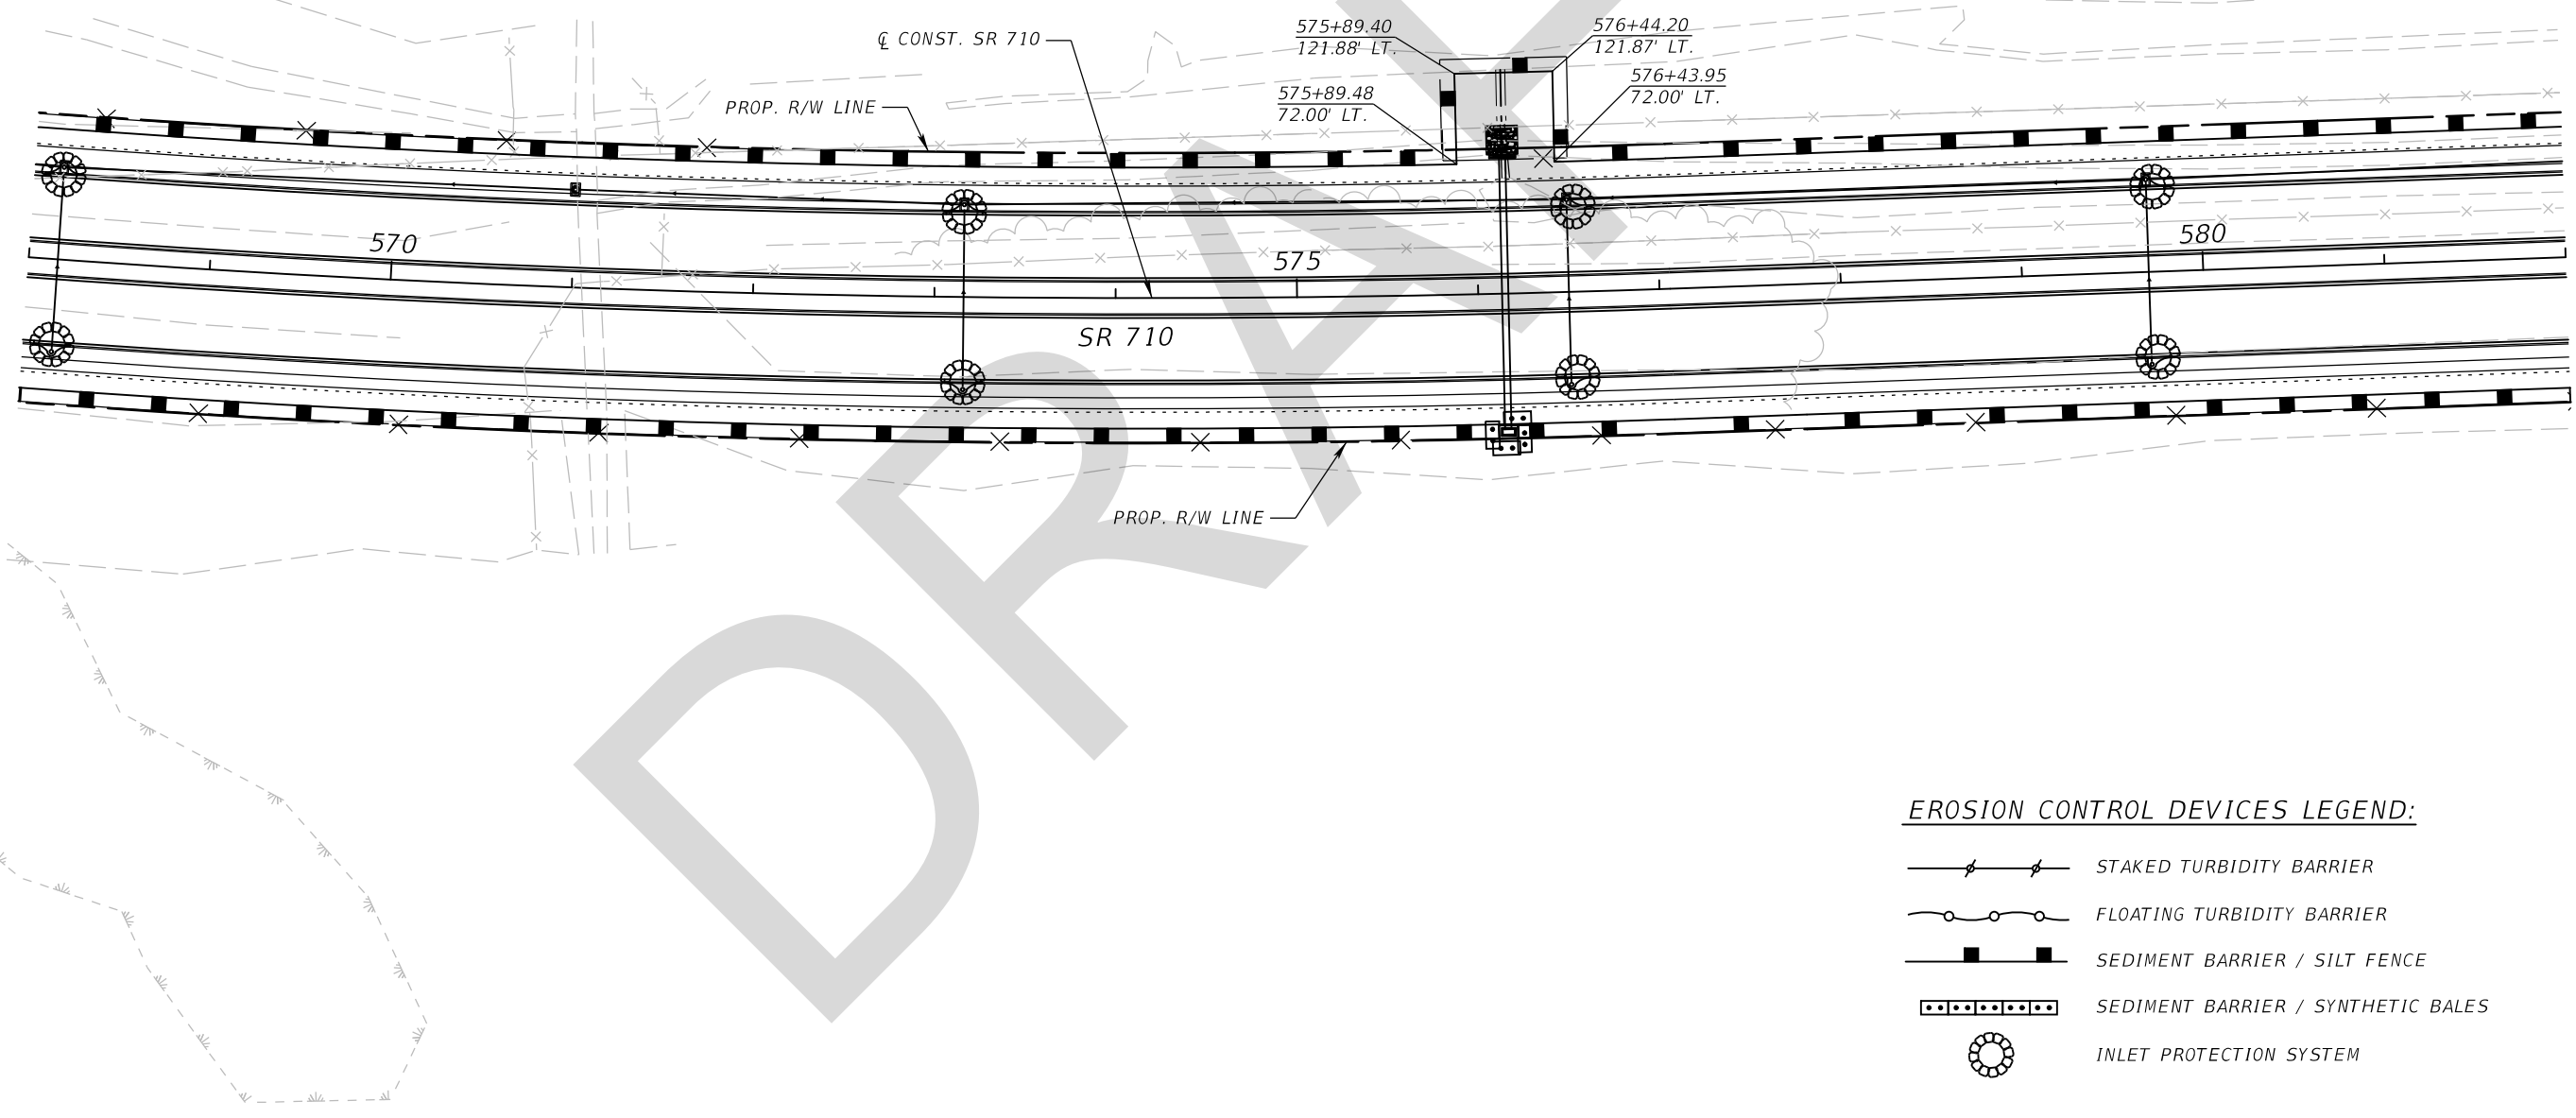 ℄ CONST. SR 710
PROP. R/W LINE
575+89.40
121.88' LT.
576+44.20
121.87' LT.
575+89.48
72.00' LT.
576+43.95
72.00' LT.
570
575
580
SR 710
PROP. R/W LINE
DRAF
EROSION CONTROL DEVICES LEGEND:
STAKED TURBIDITY BARRIER
FLOATING TURBIDITY BARRIER
SEDIMENT BARRIER / SILT FENCE
SEDIMENT BARRIER / SYNTHETIC BALES
INLET PROTECTION SYSTEM